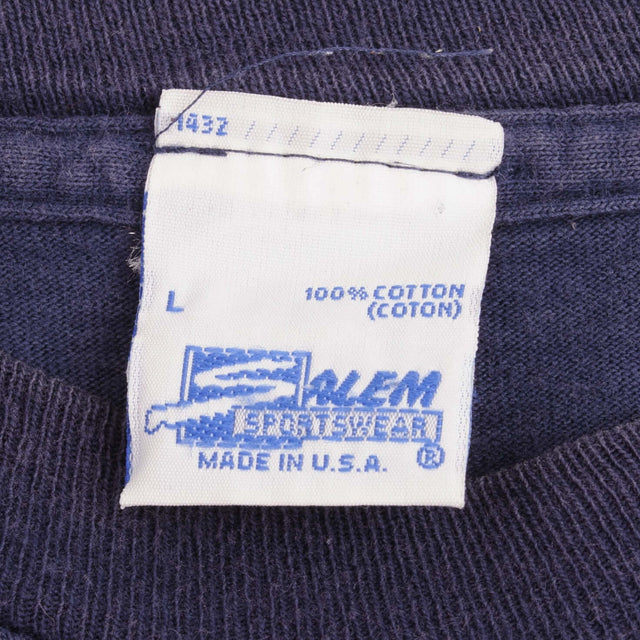 1432 / / / / / / / / / / /
L
100% COTTON
(COTON)
SALEM
SPORTSWEAR
MADE IN U.S.A. ®